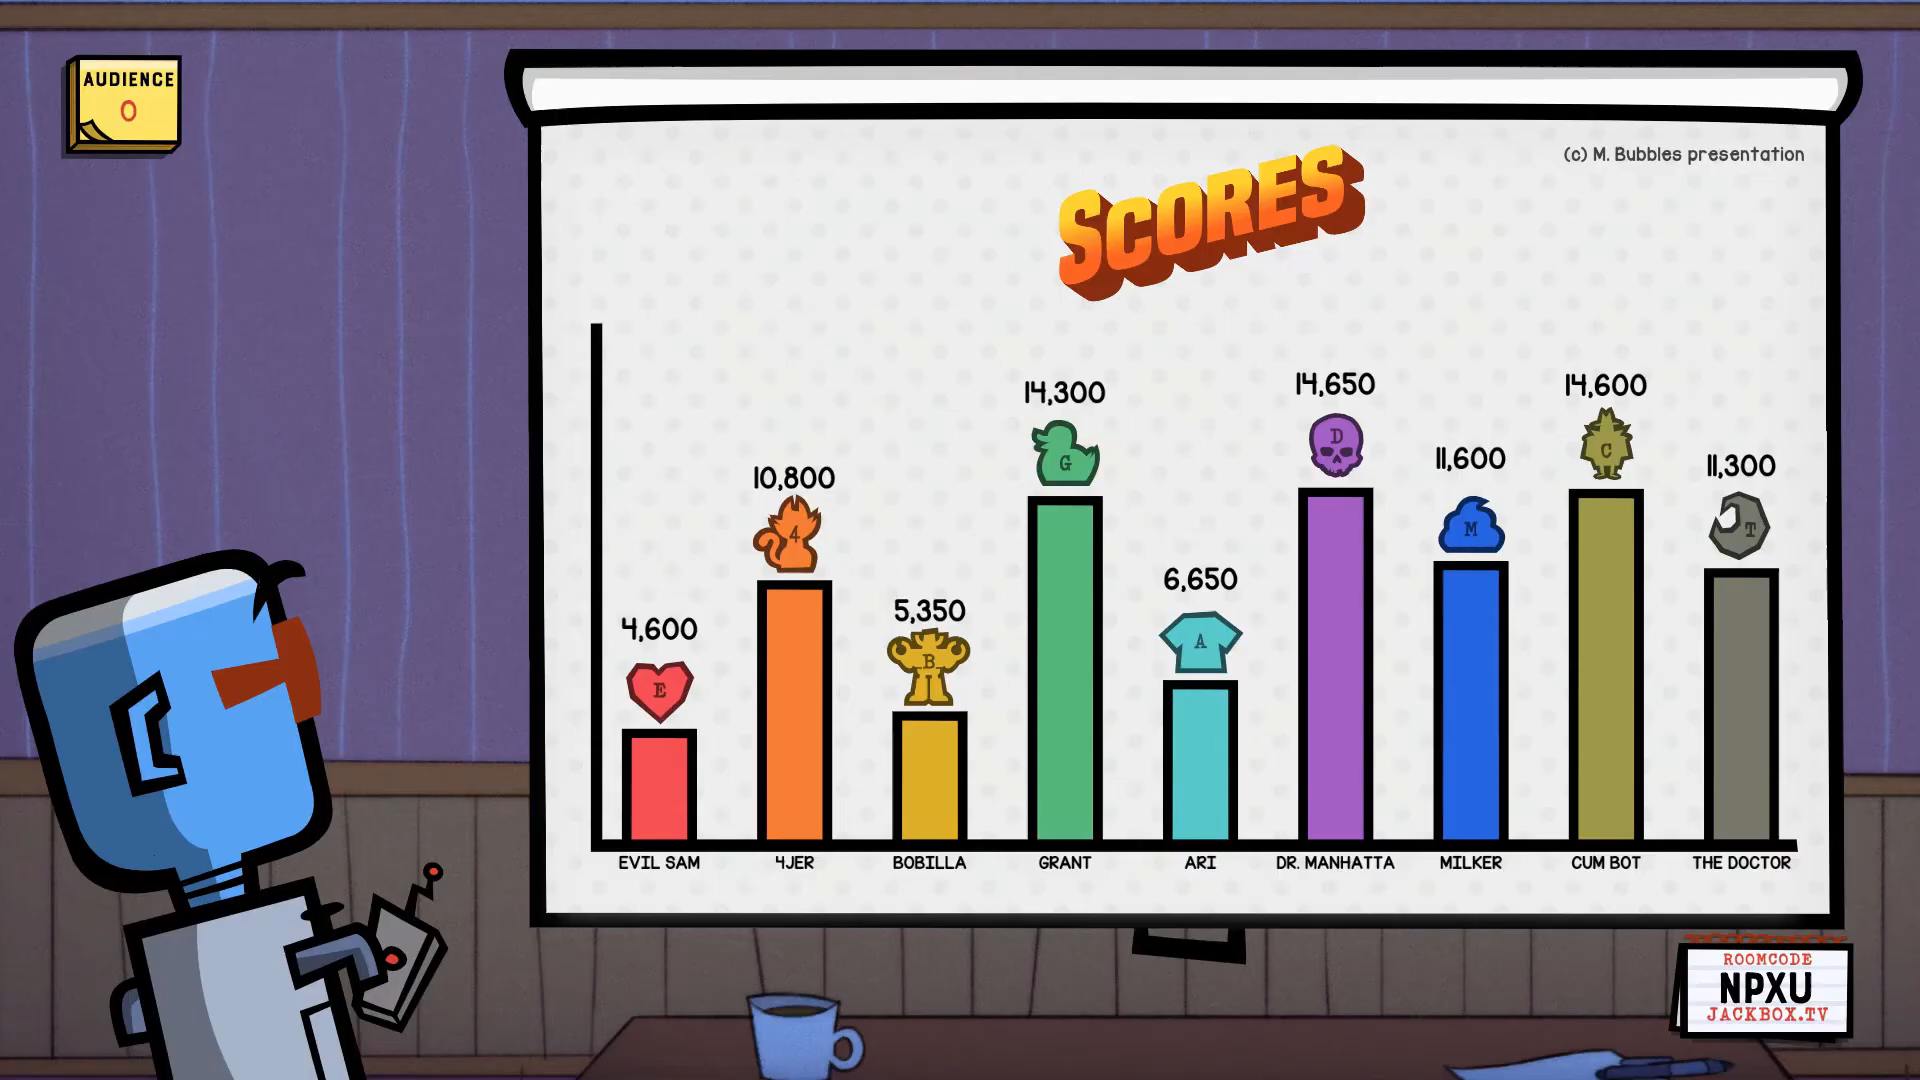 AUDIENCE
0
(c) M. Bubbles presentation
SCORES
4,600
10,800
5,350
14,300
6,650
14,650
11,600
14,600
11,300
E
4
B
G
A
D
M
C
T
EVIL SAM
4JER
BOBILLA
GRANT
ARI
DR. MANHATTA
MILKER
CUM BOT
THE DOCTOR
ROOMCODE
NPXU
JACKBOX.TV